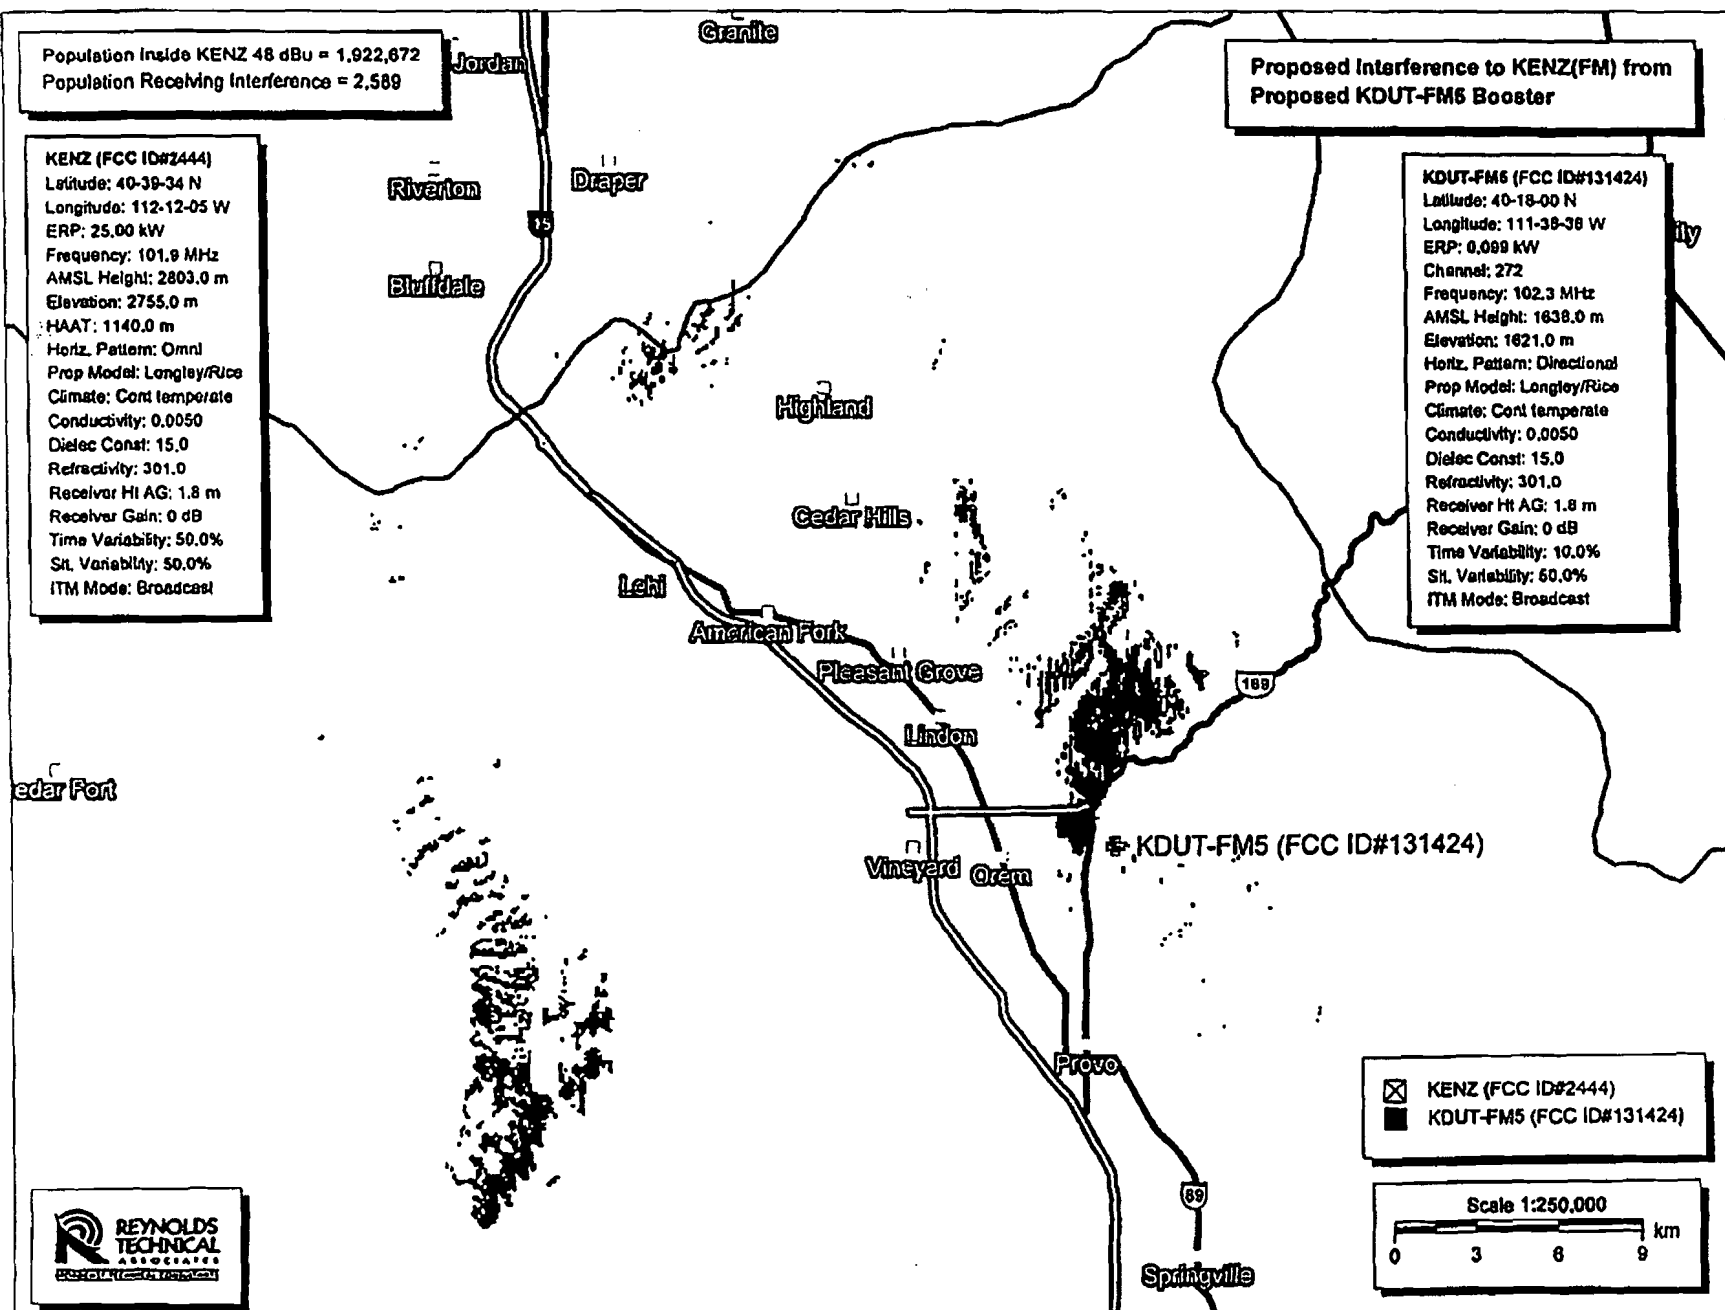 Population Inside KENZ 48 dBu = 1,922,672
Population Receiving Interference = 2,589
Proposed Interference to KENZ(FM) from
Proposed KDUT-FM5 Booster
KENZ (FCC ID#2444)
Latitude: 40-39-34 N
Longitude: 112-12-05 W
ERP: 25.00 kW
Frequency: 101.9 MHz
AMSL Height: 2803.0 m
Elevation: 2755.0 m
HAAT: 1140.0 m
Horiz. Pattern: Omni
Prop Model: Longley/Rice
Climate: Cont temperate
Conductivity: 0.0050
Dielec Const: 15.0
Refractivity: 301.0
Receiver Ht AG: 1.8 m
Receiver Gain: 0 dB
Time Variability: 50.0%
Sit. Variability: 50.0%
ITM Mode: Broadcast
KDUT-FM5 (FCC ID#131424)
Latitude: 40-18-00 N
Longitude: 111-38-38 W
ERP: 0.099 kW
Channel: 272
Frequency: 102.3 MHz
AMSL Height: 1638.0 m
Elevation: 1621.0 m
Horiz. Pattern: Directional
Prop Model: Longley/Rice
Climate: Cont temperate
Conductivity: 0.0050
Dielec Const: 15.0
Refractivity: 301.0
Receiver Ht AG: 1.8 m
Receiver Gain: 0 dB
Time Variability: 10.0%
Sit. Variability: 50.0%
ITM Mode: Broadcast
Granite
Jordan
Riverton
Draper
15
ity
Bluffdale
Highland
Cedar Hills
Lehi
American Fork
Pleasant Grove
189
Lindon
edar Fort
KDUT-FM5 (FCC ID#131424)
Vineyard
Orem
Provo
89
Springville
KENZ (FCC ID#2444)
KDUT-FM5 (FCC ID#131424)
Scale 1:250,000
0 3 6 9 km
REYNOLDS
TECHNICAL
ASSOCIATES